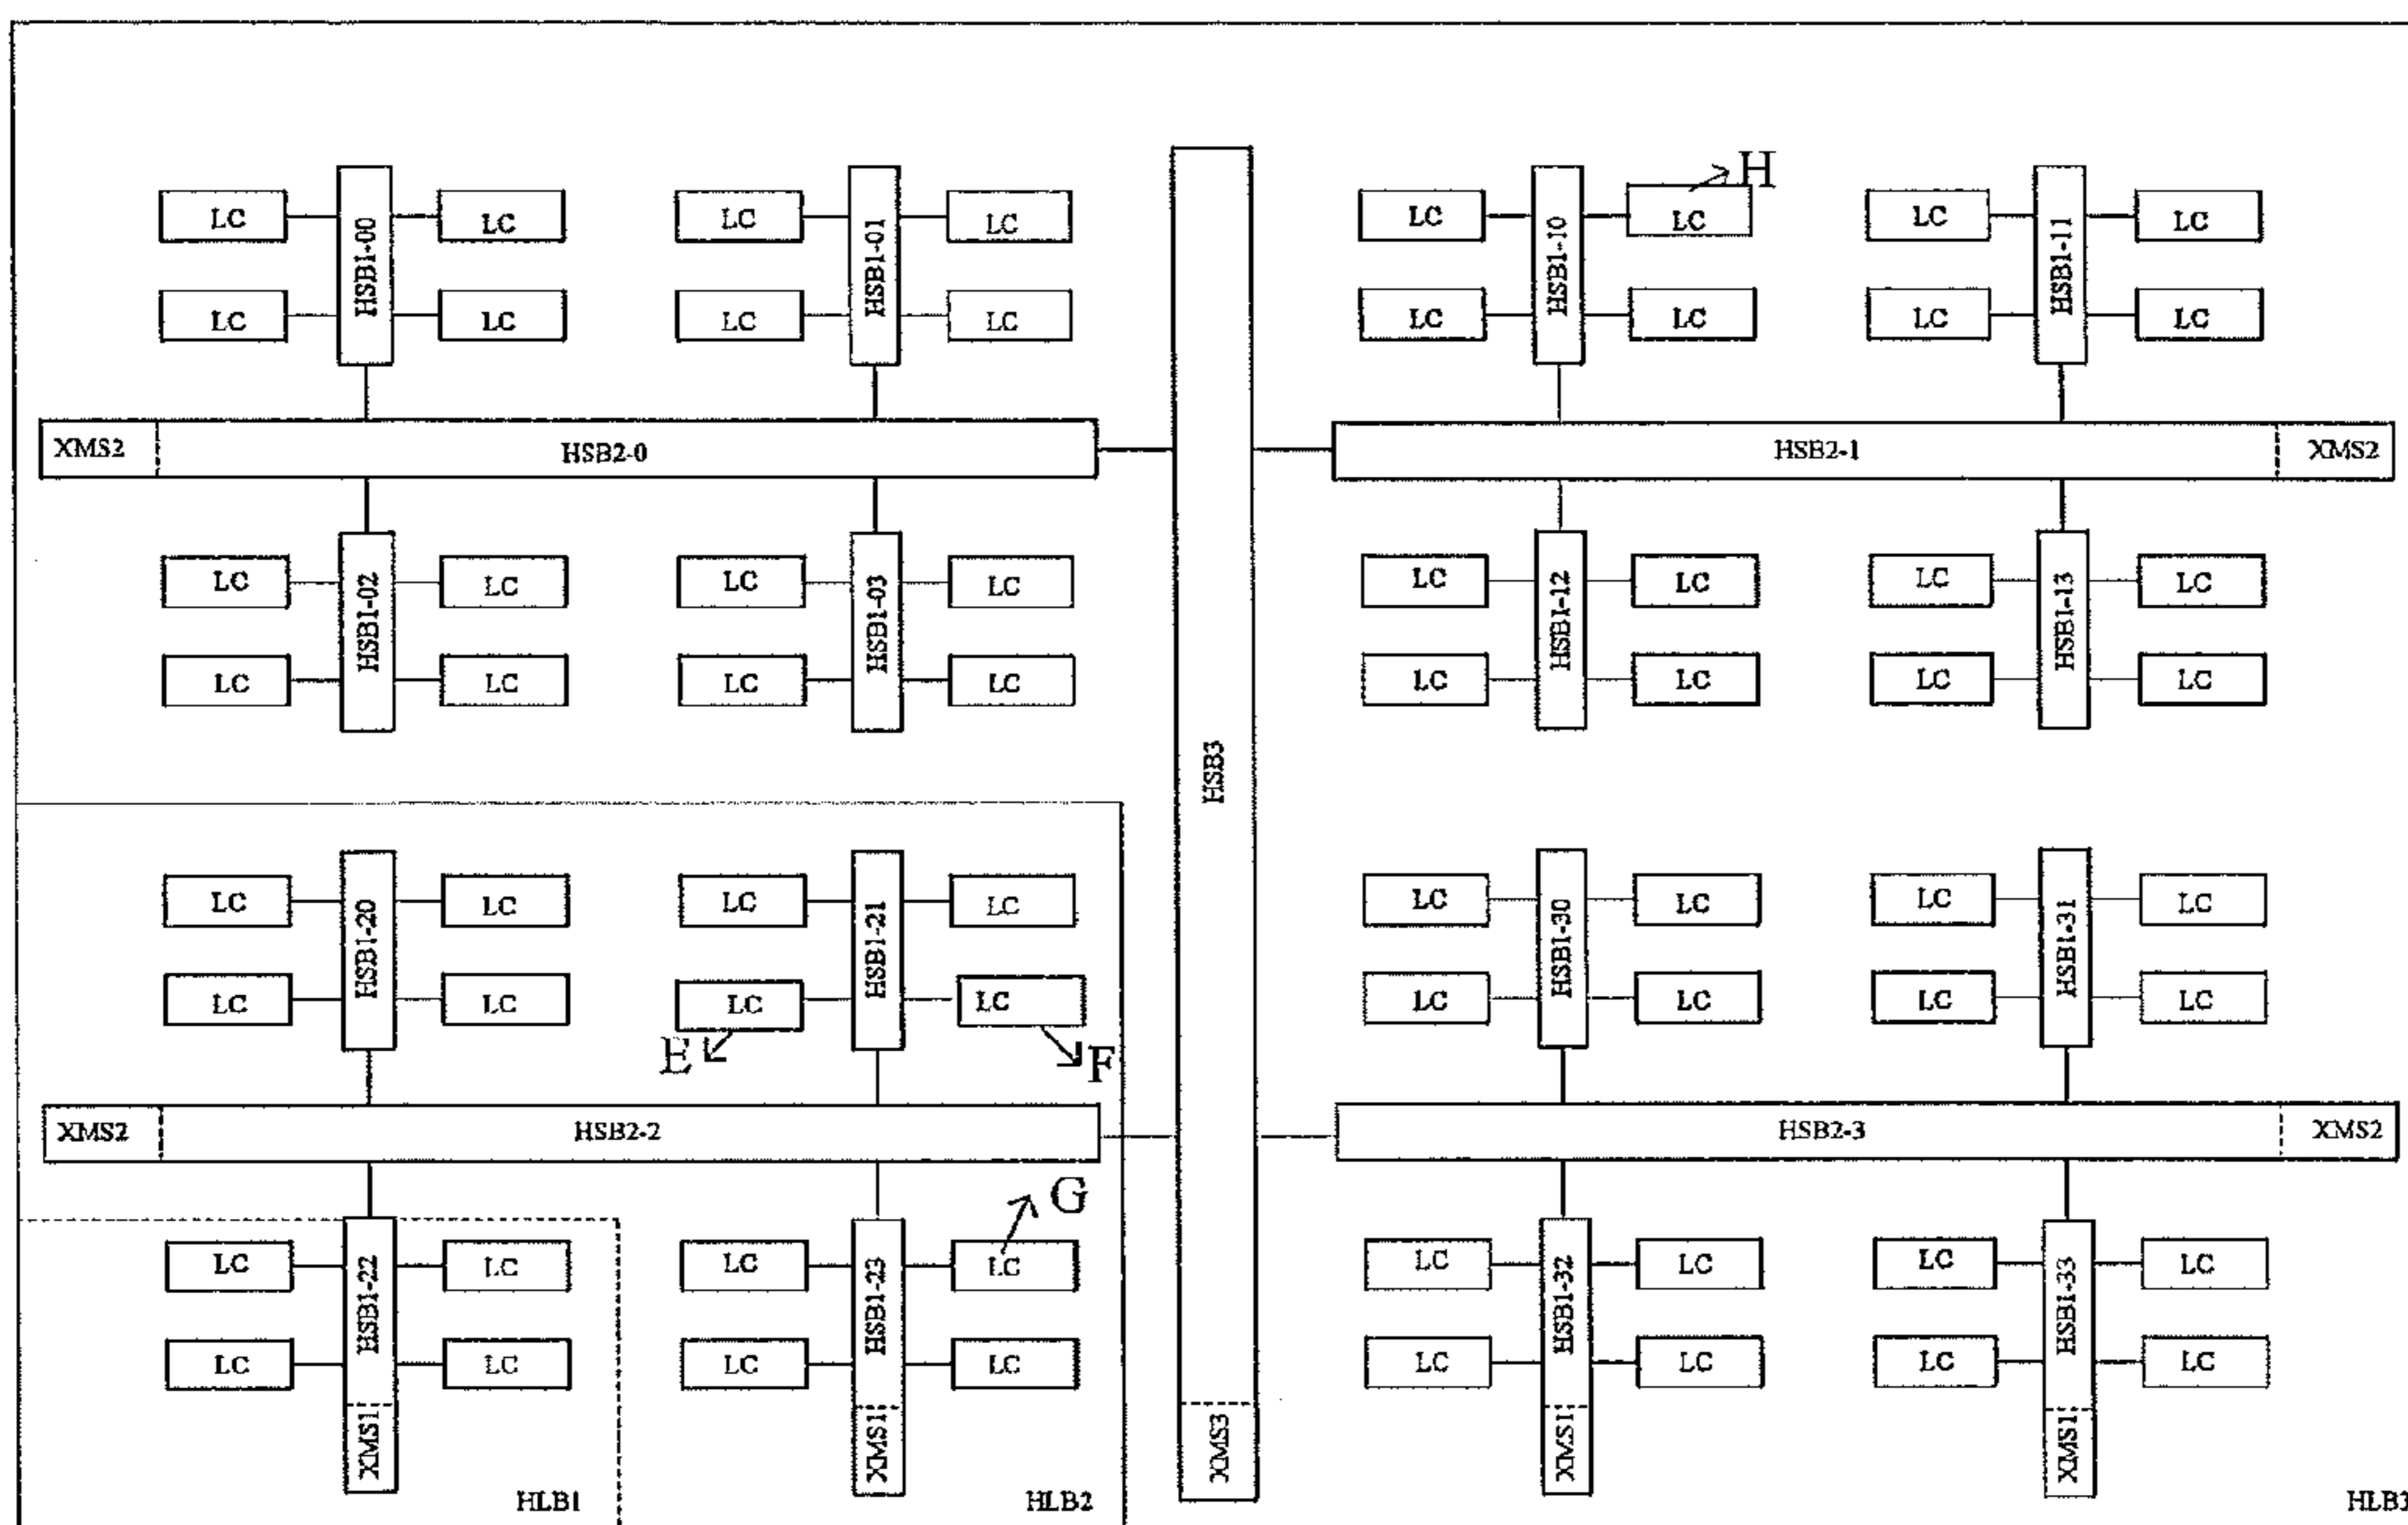 H
LC LC LC LC LC LC LC LC
HSB1-00 HSB1-01 HSB1-10 HSB1-11
LC LC LC LC LC LC LC LC
XMS2 HSB2-0 HSB2-1 XMS2
LC LC LC LC LC LC LC LC
HSB1-02 HSB1-03 HSB1-12 HSB1-13
LC LC LC LC LC LC LC LC
HSB3
LC LC LC LC LC LC LC LC
HSB1-20 HSB1-21 HSB1-30 HSB1-31
LC LC LC LC LC LC LC LC
E F
XMS2 HSB2-2 HSB2-3 XMS2
G
LC LC LC LC LC LC LC LC
HSB1-22 HSB1-23 HSB1-32 HSB1-33
LC LC LC LC LC LC LC LC
XMS1 XMS1 XMS3 XMS1 XMS1
HLB1 HLB2